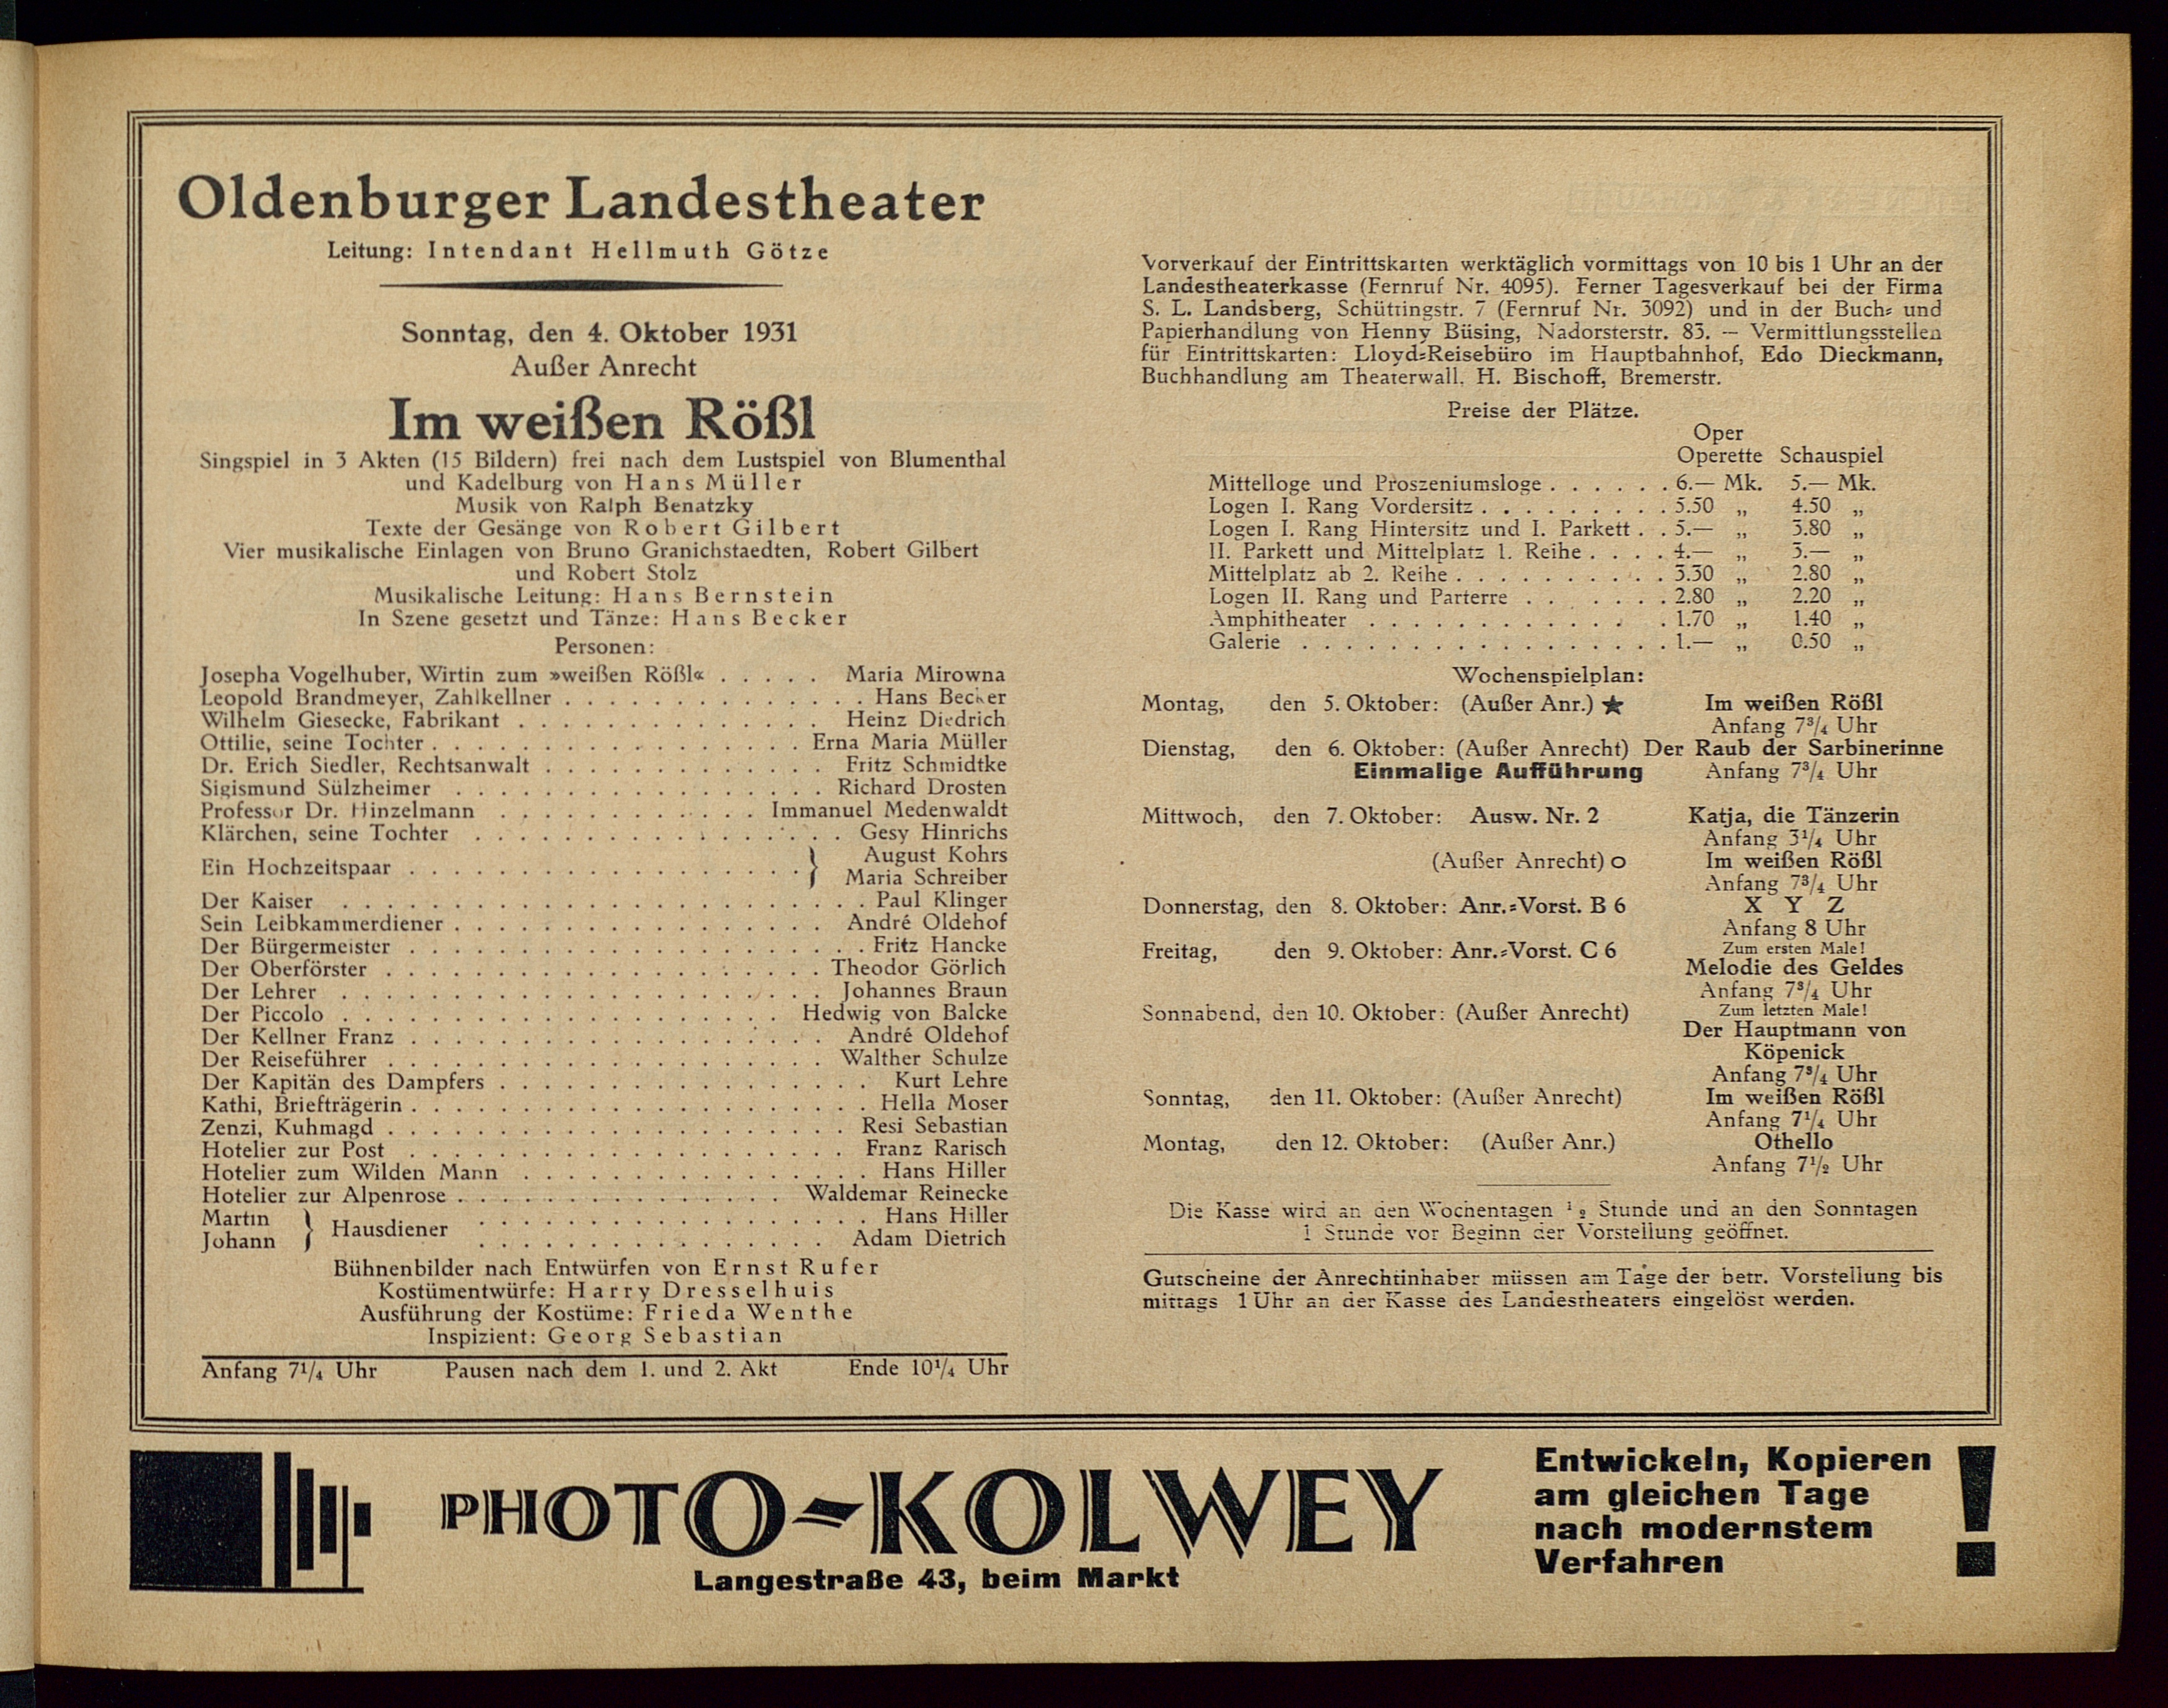 Oldenburger Landestheater
Leitung: Intendant Hellmuth Götze
Sonntag, den 4. Oktober 1931
Außer Anrecht
Im weißen Rößl
Singspiel in 3 Akten (15 Bildern) frei nach dem Lustspiel von Blumenthal
und Kadelburg von Hans Müller
Musik von Ralph Benatzky
Texte der Gesänge von Robert Gilbert
Vier musikalische Einlagen von Bruno Granichstaedten, Robert Gilbert
und Robert Stolz
Musikalische Leitung: Hans Bernstein
In Szene gesetzt und Tänze: Hans Becker
Personen:
Josepha Vogelhuber, Wirtin zum »weißen Rößl« . . . . . Maria Mirowna
Leopold Brandmeyer, Zahlkellner . . . . . . . . . . . . . . Hans Becker
Wilhelm Giesecke, Fabrikant . . . . . . . . . . . . . . Heinz Diedrich
Ottilie, seine Tochter . . . . . . . . . . . . . . . . . Erna Maria Müller
Dr. Erich Siedler, Rechtsanwalt . . . . . . . . . . . . . Fritz Schmidtke
Sigismund Sülzheimer . . . . . . . . . . . . . . . . . Richard Drosten
Professor Dr. Hinzelmann . . . . . . . . . . . . Immanuel Medenwaldt
Klärchen, seine Tochter . . . . . . . . . . . . . . . . . Gesy Hinrichs
Ein Hochzeitspaar . . . . . . . . . . . . . . . . . . } August Kohrs
Maria Schreiber
Der Kaiser . . . . . . . . . . . . . . . . . . . . . . . . Paul Klinger
Sein Leibkammerdiener . . . . . . . . . . . . . . . . . André Oldehof
Der Bürgermeister . . . . . . . . . . . . . . . . . . . . . Fritz Hancke
Der Oberförster . . . . . . . . . . . . . . . . . . . . Theodor Görlich
Der Lehrer . . . . . . . . . . . . . . . . . . . . . . Johannes Braun
Der Piccolo . . . . . . . . . . . . . . . . . . . . Hedwig von Balcke
Der Kellner Franz . . . . . . . . . . . . . . . . . . . André Oldehof
Der Reiseführer . . . . . . . . . . . . . . . . . . . . Walther Schulze
Der Kapitän des Dampfers . . . . . . . . . . . . . . . . . Kurt Lehre
Kathi, Briefträgerin . . . . . . . . . . . . . . . . . . . . . Hella Moser
Zenzi, Kuhmagd . . . . . . . . . . . . . . . . . . . . . Resi Sebastian
Hotelier zur Post . . . . . . . . . . . . . . . . . . . . Franz Rarisch
Hotelier zum Wilden Mann . . . . . . . . . . . . . . . . Hans Hiller
Hotelier zur Alpenrose . . . . . . . . . . . . . . . Waldemar Reinecke
Martin } Hausdiener . . . . . . . . . . . . . . . . . . Hans Hiller
Johann . . . . . . . . . . . . . . . . Adam Dietrich
Bühnenbilder nach Entwürfen von Ernst Rufer
Kostümentwürfe: Harry Dresselhuis
Ausführung der Kostüme: Frieda Wenthe
Inspizient: Georg Sebastian
Anfang 7¼ Uhr Pausen nach dem 1. und 2. Akt Ende 10¼ Uhr
Vorverkauf der Eintrittskarten werktäglich vormittags von 10 bis 1 Uhr an der
Landestheaterkasse (Fernruf Nr. 4095). Ferner Tagesverkauf bei der Firma
S. L. Landsberg, Schüttingstr. 7 (Fernruf Nr. 3092) und in der Buch- und
Papierhandlung von Henny Büsing, Nadorsterstr. 83. — Vermittlungsstellen
für Eintrittskarten: Lloyd-Reisebüro im Hauptbahnhof, Edo Dieckmann,
Buchhandlung am Theaterwall, H. Bischoff, Bremerstr.
Preise der Plätze.
Oper
Operette Schauspiel
Mittelloge und Proszeniumsloge . . . . . . 6.— Mk. 5.— Mk.
Logen I. Rang Vordersitz . . . . . . . . . 5.50 „ 4.50 „
Logen I. Rang Hintersitz und I. Parkett . . 5.— „ 3.80 „
II. Parkett und Mittelplatz 1. Reihe . . . . 4.— „ 3.— „
Mittelplatz ab 2. Reihe . . . . . . . . . . 3.30 „ 2.80 „
Logen II. Rang und Parterre . . . . . . . 2.80 „ 2.20 „
Amphitheater . . . . . . . . . . . . . 1.70 „ 1.40 „
Galerie . . . . . . . . . . . . . . . . . 1.— „ 0.50 „
Wochenspielplan:
Montag, den 5. Oktober: (Außer Anr.) ★ Im weißen Rößl
Anfang 7¾ Uhr
Dienstag, den 6. Oktober: (Außer Anrecht) Der Raub der Sarbinerinne
Einmalige Aufführung Anfang 7¾ Uhr
Mittwoch, den 7. Oktober: Ausw. Nr. 2 Katja, die Tänzerin
Anfang 3¼ Uhr
(Außer Anrecht) o Im weißen Rößl
Anfang 7¾ Uhr
Donnerstag, den 8. Oktober: Anr.-Vorst. B 6 X Y Z
Anfang 8 Uhr
Freitag, den 9. Oktober: Anr.-Vorst. C 6 Zum ersten Male!
Melodie des Geldes
Anfang 7¾ Uhr
Sonnabend, den 10. Oktober: (Außer Anrecht) Zum letzten Male!
Der Hauptmann von
Köpenick
Anfang 7¾ Uhr
Sonntag, den 11. Oktober: (Außer Anrecht) Im weißen Rößl
Anfang 7¼ Uhr
Montag, den 12. Oktober: (Außer Anr.) Othello
Anfang 7½ Uhr
Die Kasse wird an den Wochentagen ½ Stunde und an den Sonntagen
1 Stunde vor Beginn der Vorstellung geöffnet.
Gutscheine der Anrechtinhaber müssen am Tage der betr. Vorstellung bis
mittags 1 Uhr an der Kasse des Landestheaters eingelöst werden.
PHOTO-KOLWEY
Langestraße 43, beim Markt
Entwickeln, Kopieren
am gleichen Tage
nach modernstem
Verfahren !